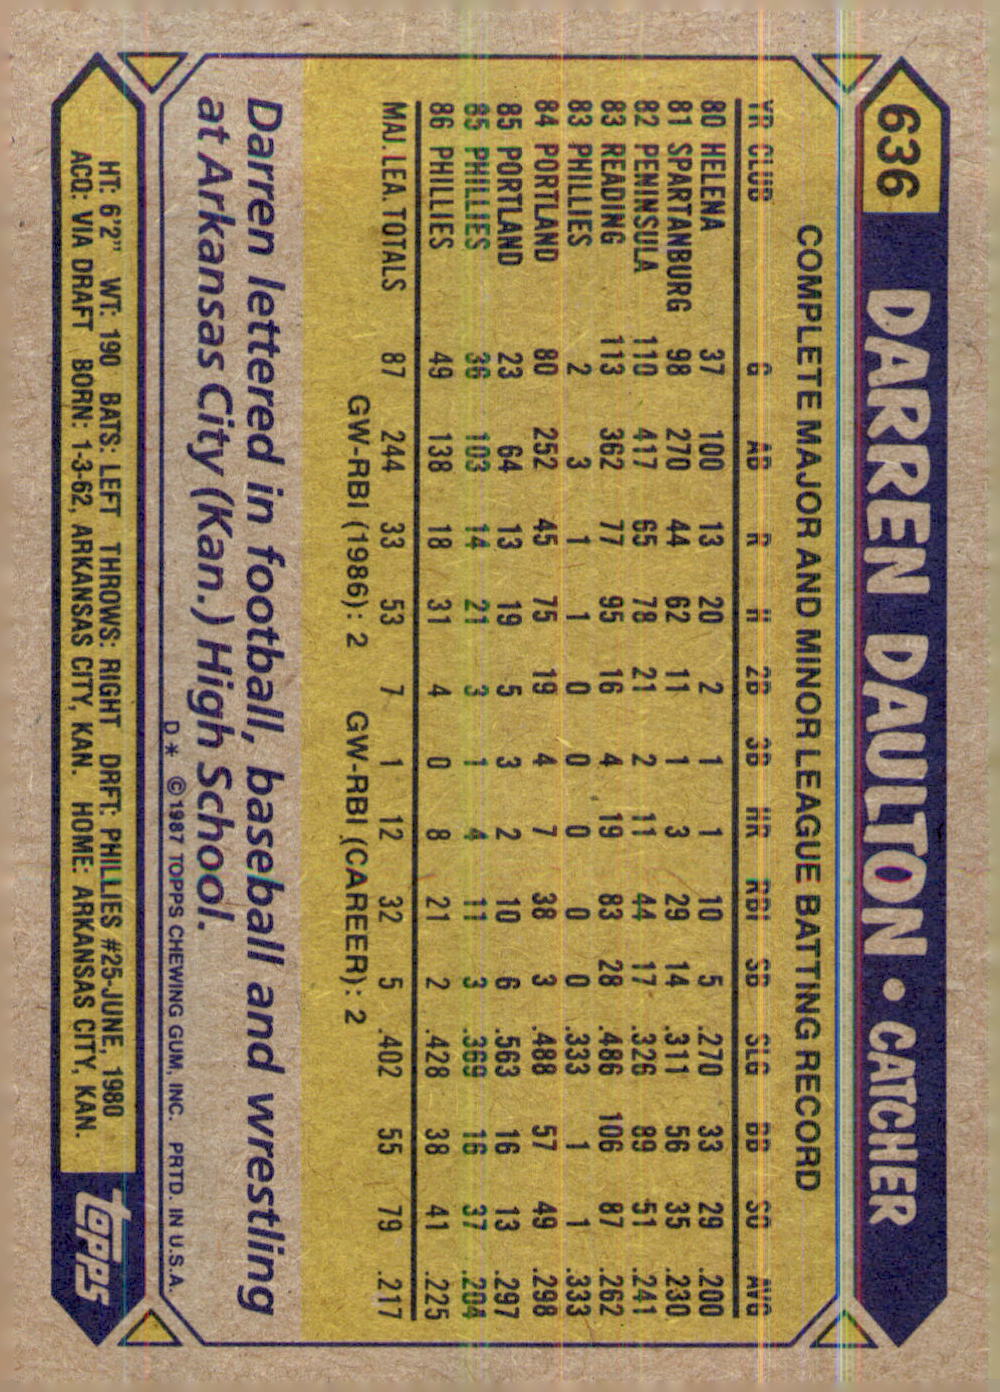 636 DARREN DAULTON • CATCHER
COMPLETE MAJOR AND MINOR LEAGUE BATTING RECORD
YR CLUB G AB R H 2B 3B HR RBI SB SLG BB SO AVG
80 HELENA 37 100 13 20 2 1 1 10 5 .270 33 29 .200
81 SPARTANBURG 98 270 44 62 11 1 3 29 14 .311 56 35 .230
82 PENINSULA 110 417 65 78 21 2 11 44 17 .326 89 51 .241
83 READING 113 362 77 95 16 4 19 83 28 .486 106 87 .262
83 PHILLIES 2 3 1 1 0 0 0 0 0 .333 1 1 .333
84 PORTLAND 80 252 45 75 19 4 7 38 3 .488 57 49 .298
85 PORTLAND 23 64 13 19 5 3 2 10 6 .563 16 13 .297
85 PHILLIES 36 103 14 21 3 1 4 11 3 .369 16 37 .204
86 PHILLIES 49 138 18 31 4 0 8 21 2 .428 38 41 .225
MAJ. LEA. TOTALS 87 244 33 53 7 1 12 32 5 .402 55 79 .217
GW-RBI (1986): 2 GW-RBI (CAREER): 2
Darren lettered in football, baseball and wrestling
at Arkansas City (Kan.) High School.
D* ©1987 TOPPS CHEWING GUM, INC. PRTD. IN U.S.A.
HT: 6'2" WT: 190 BATS: LEFT THROWS: RIGHT DRFT: PHILLIES #25-JUNE, 1980
ACQ: VIA DRAFT BORN: 1-3-62, ARKANSAS CITY, KAN. HOME: ARKANSAS CITY, KAN.
topps